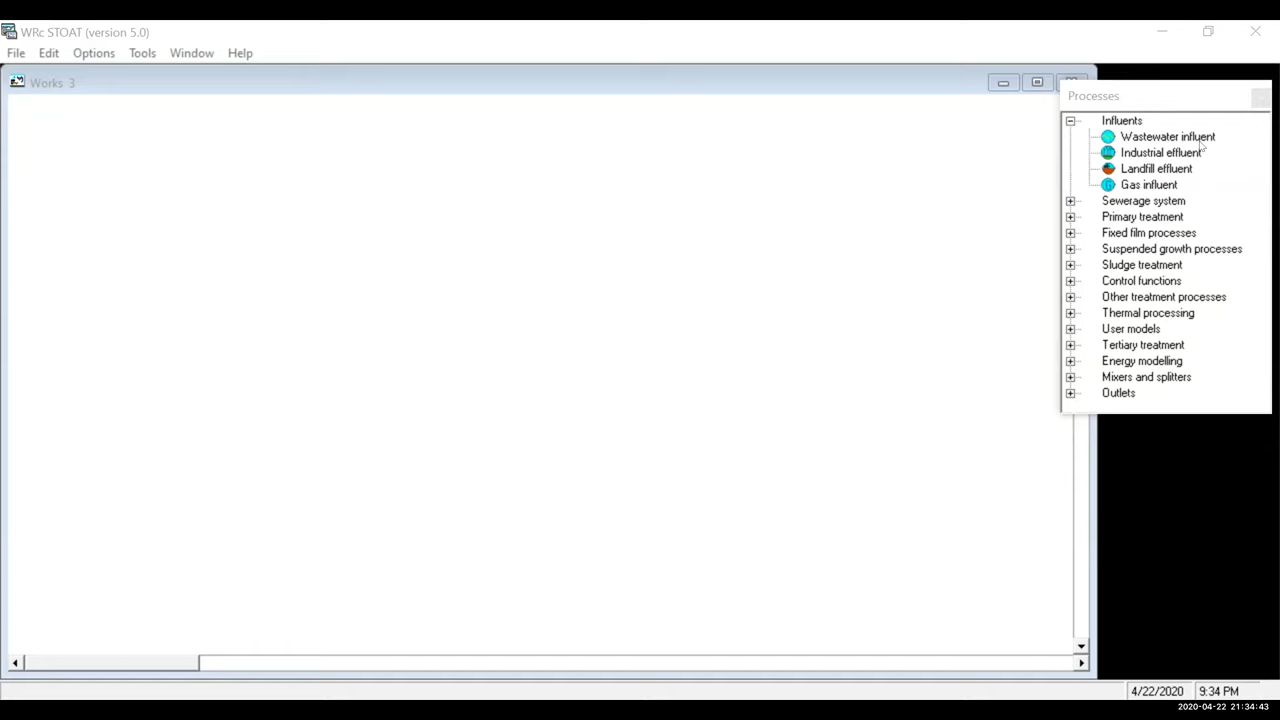 WRc STOAT (version 5.0)
File Edit Options Tools Window Help
Works 3
Processes
Influents
Wastewater influent
Industrial effluent
Landfill effluent
Gas influent
Sewerage system
Primary treatment
Fixed film processes
Suspended growth processes
Sludge treatment
Control functions
Other treatment processes
Thermal processing
User models
Tertiary treatment
Energy modelling
Mixers and splitters
Outlets
4/22/2020 9:34 PM
2020-04-22 21:34:43